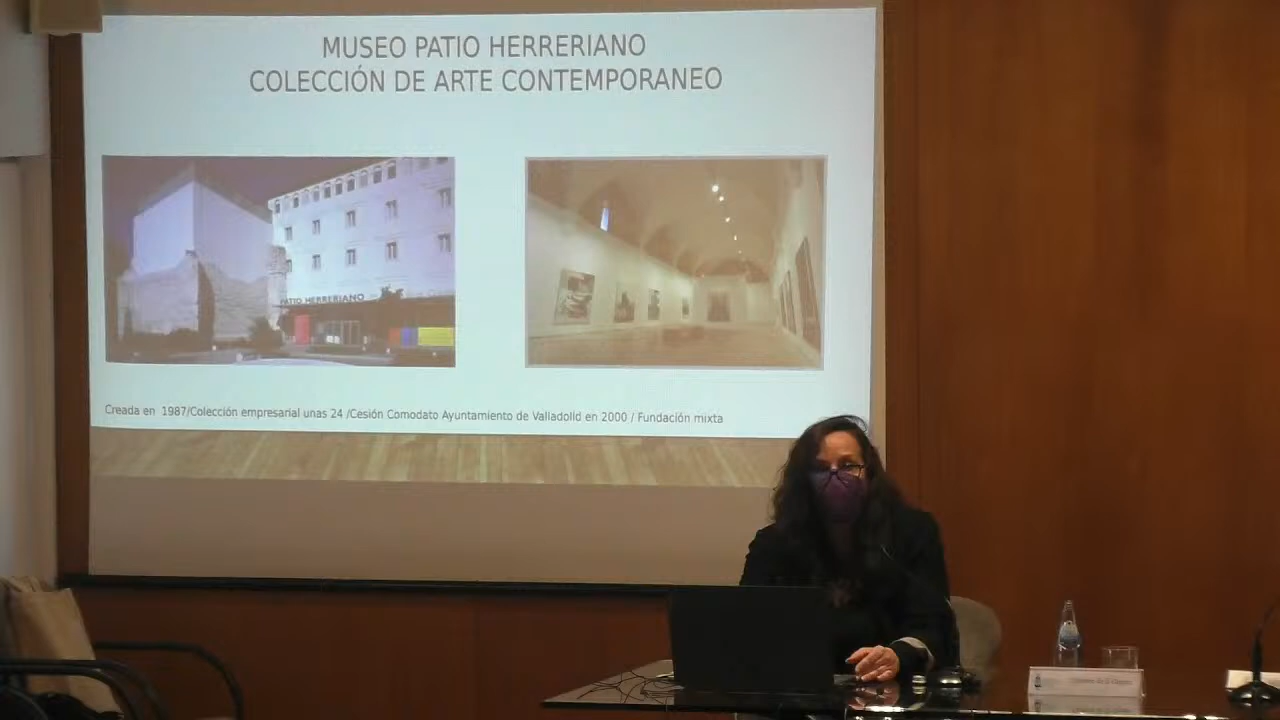 MUSEO PATIO HERRERIANO
COLECCIÓN DE ARTE CONTEMPORANEO
PATIO HERRERIANO
Creada en 1987/Colección empresarial unas 24 /Cesión Comodato Ayuntamiento de Valladolid en 2000 / Fundación mixta